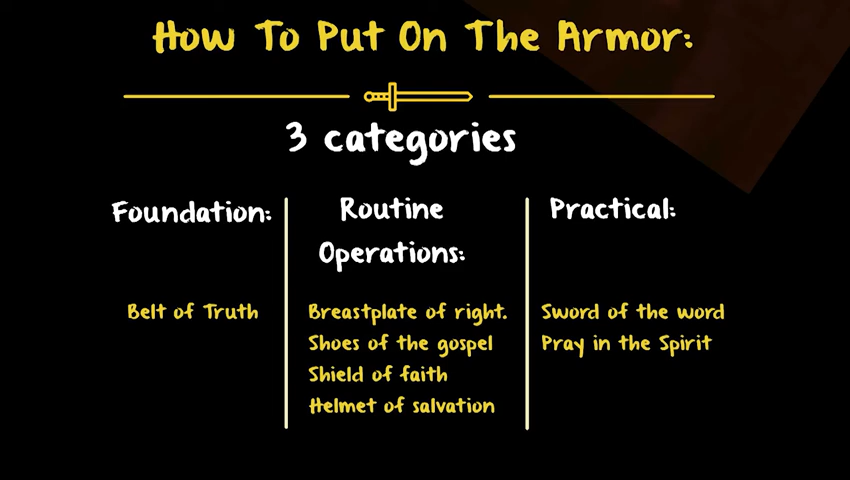 How To Put On The Armor:
3 categories
Foundation:
Belt of Truth
Routine
Operations:
Breastplate of right.
Shoes of the gospel
Shield of faith
Helmet of salvation
Practical:
Sword of the word
Pray in the Spirit